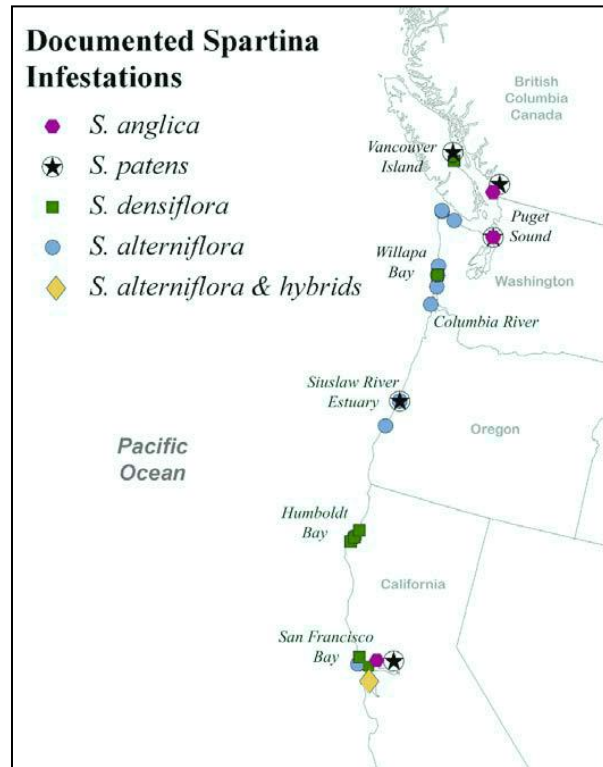 Documented Spartina
Infestations
S. anglica
S. patens
S. densiflora
S. alterniflora
S. alterniflora & hybrids
British
Columbia
Canada
Vancouver
Island
Puget
Sound
Willapa
Bay
Washington
Columbia River
Siuslaw River
Estuary
Oregon
Pacific
Ocean
Humboldt
Bay
California
San Francisco
Bay